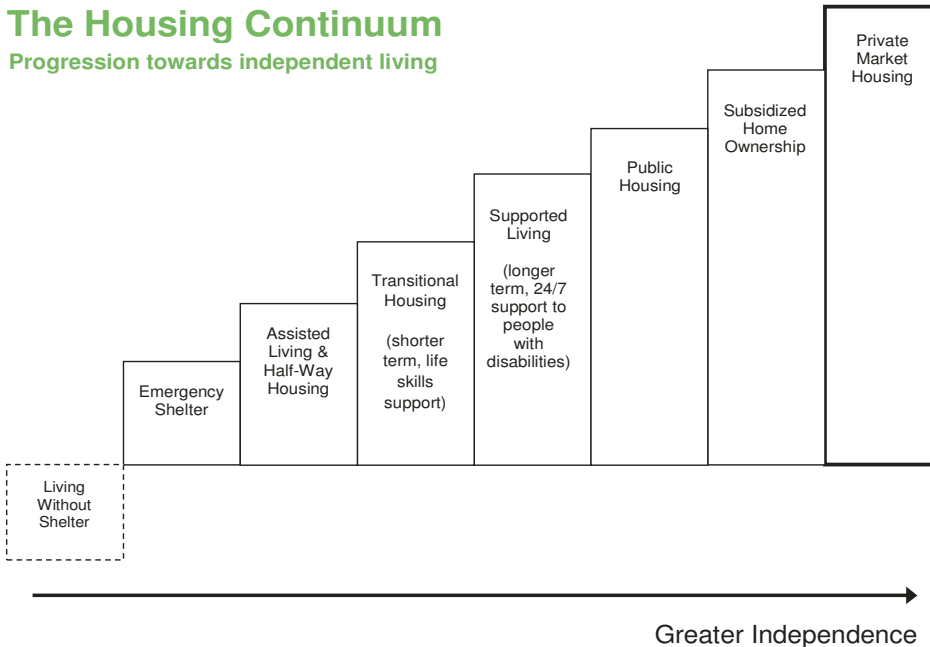 The Housing Continuum
Progression towards independent living
Living
Without
Shelter
Emergency
Shelter
Assisted
Living &
Half-Way
Housing
Transitional
Housing
(shorter
term, life
skills
support)
Supported
Living
(longer
term, 24/7
support to
people
with
disabilities)
Public
Housing
Subsidized
Home
Ownership
Private
Market
Housing
Greater Independence